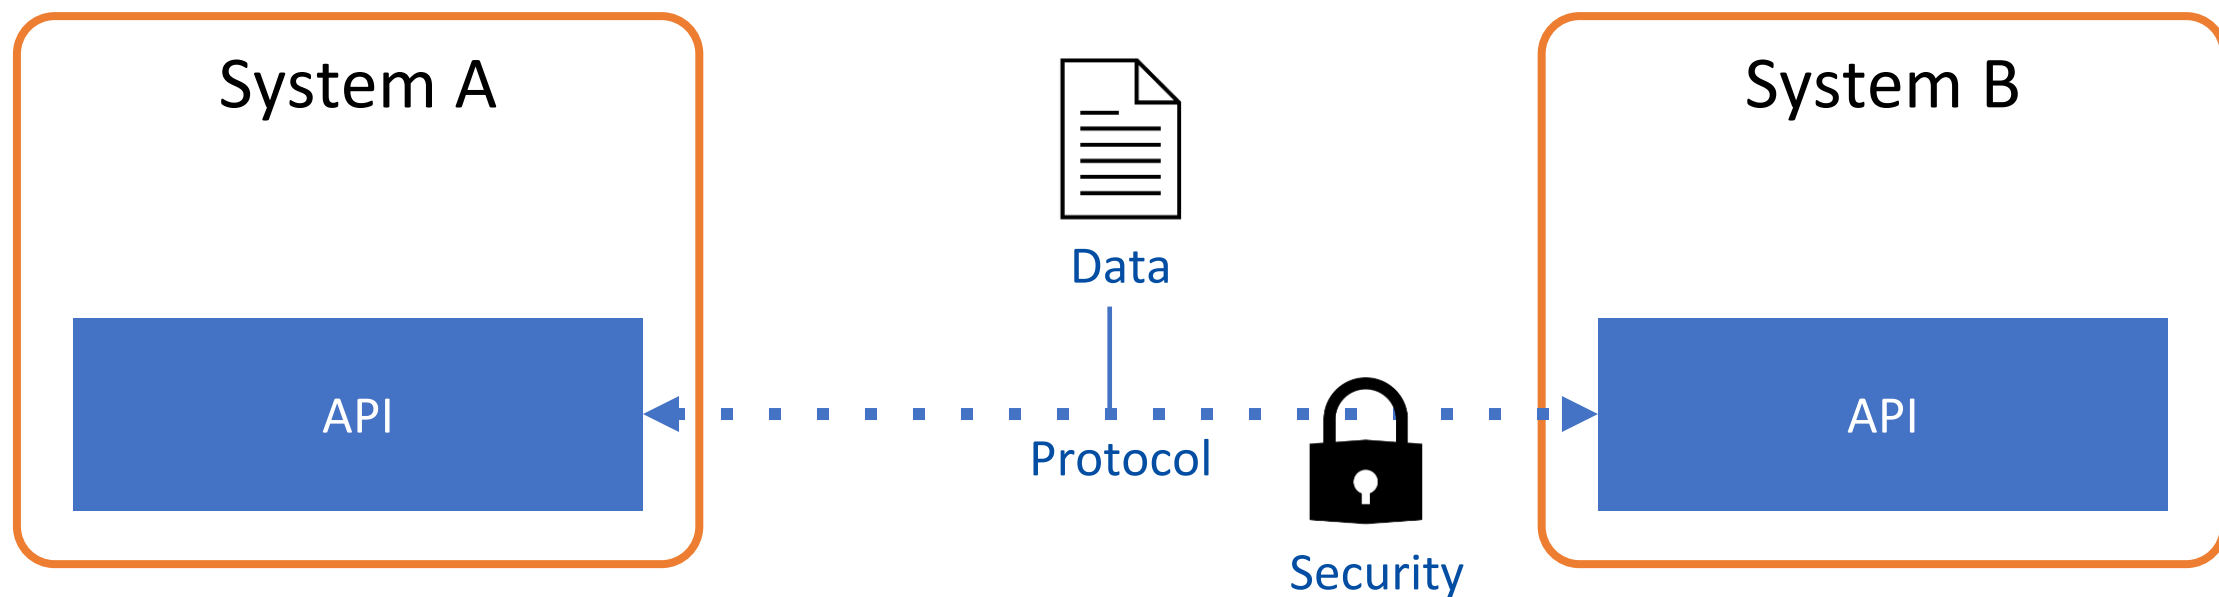 System A
System B
Data
API
API
Protocol
Security